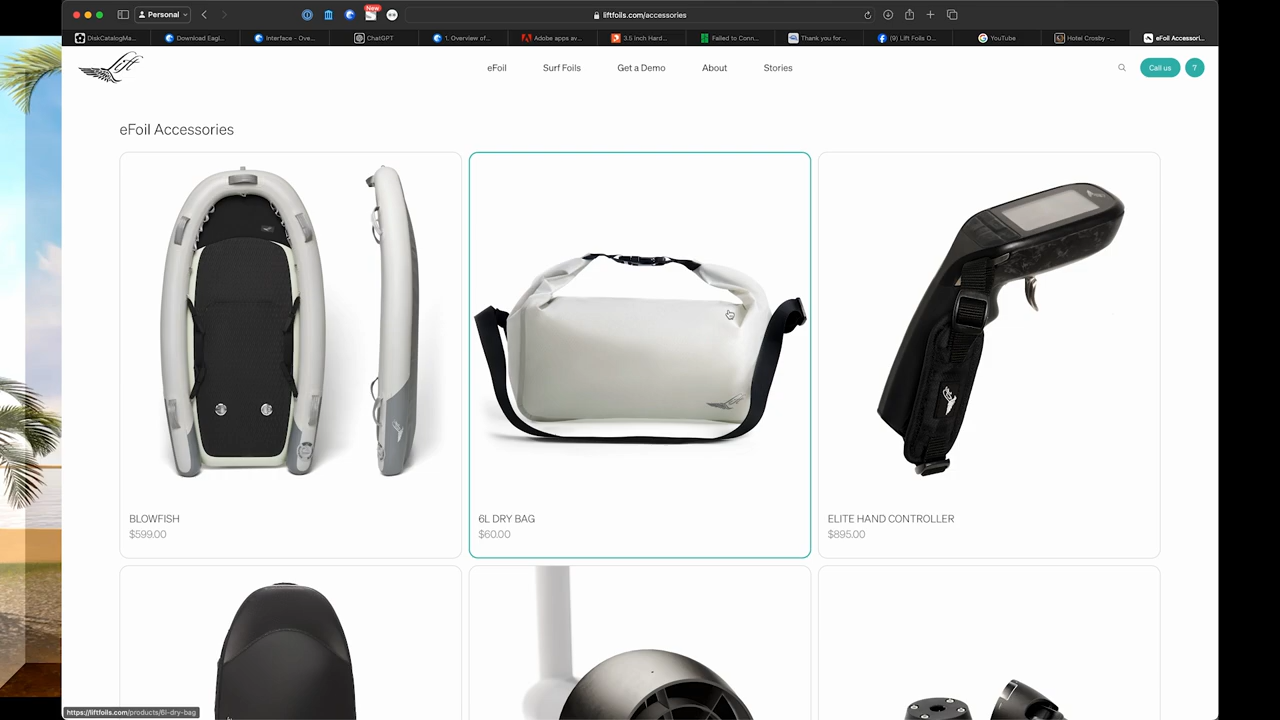 Personal
New
liftfoils.com/accessories
DiskCatalogMa...
Download Eagl...
Interface - Ove...
ChatGPT
1. Overview of...
Adobe apps av...
3.5 inch Hard...
Failed to Conn...
Thank you for...
(9) Lift Foils O...
YouTube
Hotel Crosby -...
eFoil Accessori...
Lift
eFoil
Surf Foils
Get a Demo
About
Stories
Call us
?
eFoil Accessories
BLOWFISH
$599.00
6L DRY BAG
$60.00
ELITE HAND CONTROLLER
$895.00
https://liftfoils.com/products/6l-dry-bag